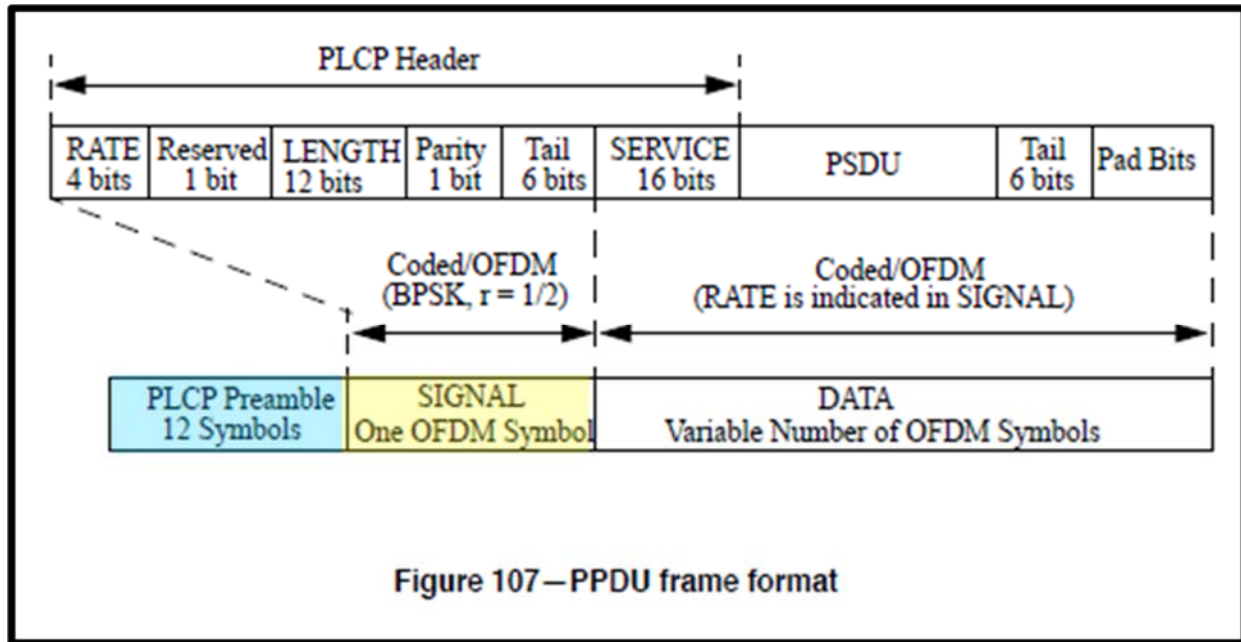 PLCP Header
RATE Reserved LENGTH Parity Tail SERVICE PSDU Tail Pad Bits
4 bits 1 bit 12 bits 1 bit 6 bits 16 bits 6 bits
Coded/OFDM Coded/OFDM
(BPSK, r = 1/2) (RATE is indicated in SIGNAL)
PLCP Preamble SIGNAL DATA
12 Symbols One OFDM Symbol Variable Number of OFDM Symbols
Figure 107—PPDU frame format